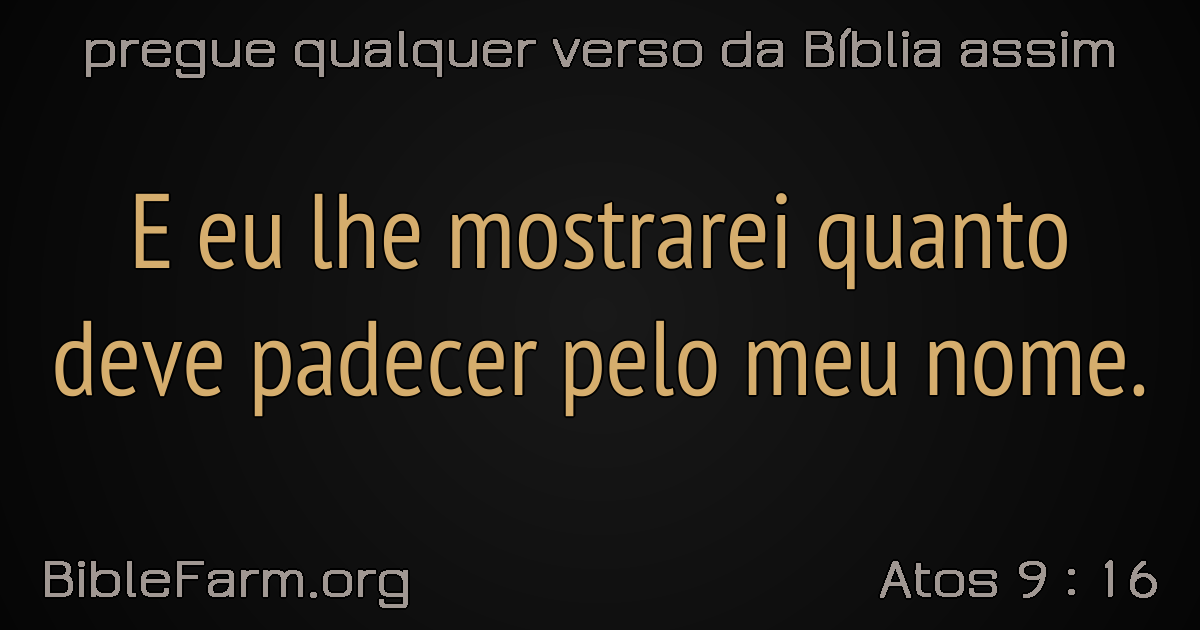 pregue qualquer verso da Bíblia assim
E eu lhe mostrarei quanto
deve padecer pelo meu nome.
BibleFarm.org
Atos 9 : 16